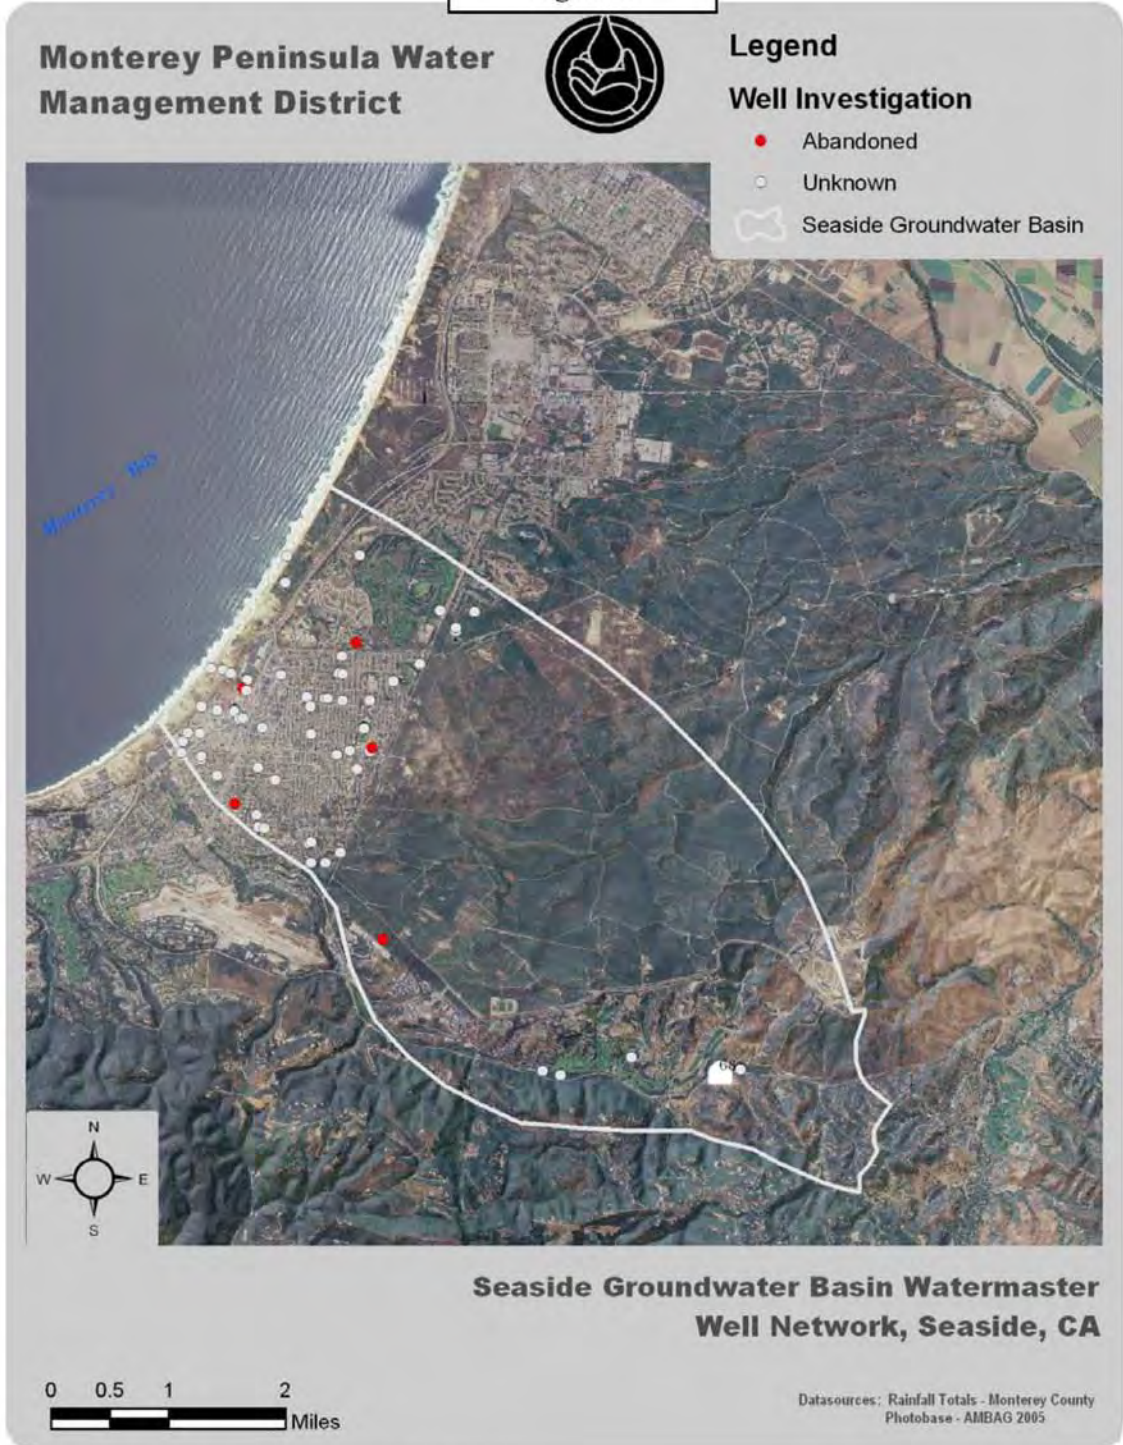 Monterey Peninsula Water
Management District
Legend
Well Investigation
Abandoned
Unknown
Seaside Groundwater Basin
Monterey Bay
N
W
E
S
Seaside Groundwater Basin Watermaster
Well Network, Seaside, CA
0 0.5 1 2
Miles
Datasources: Rainfall Totals - Monterey County
Photobase - AMBAG 2005